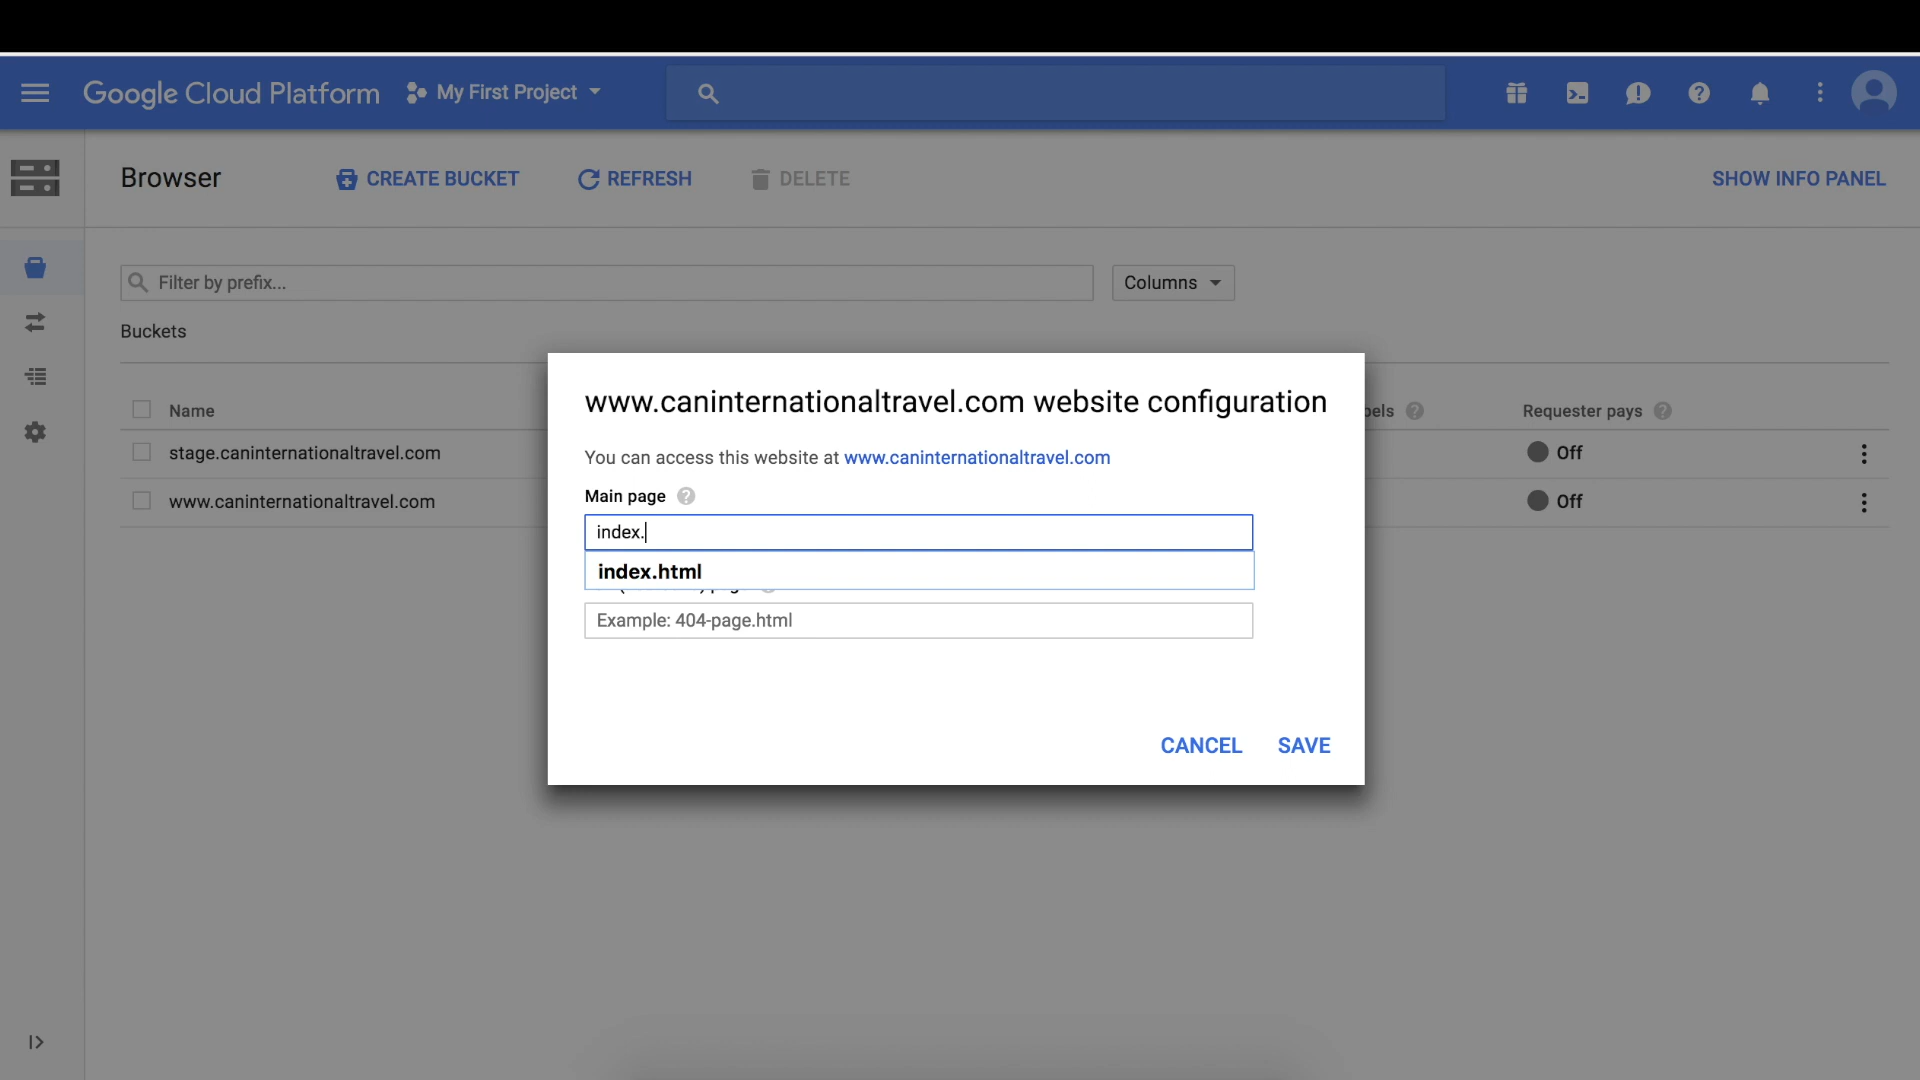 Google Cloud Platform My First Project
Browser CREATE BUCKET REFRESH DELETE SHOW INFO PANEL
Filter by prefix... Columns
Buckets
Name Requester pays
stage.caninternationaltravel.com Off
www.caninternationaltravel.com Off
www.caninternationaltravel.com website configuration
You can access this website at www.caninternationaltravel.com
Main page
index.
index.html
Example: 404-page.html
CANCEL SAVE